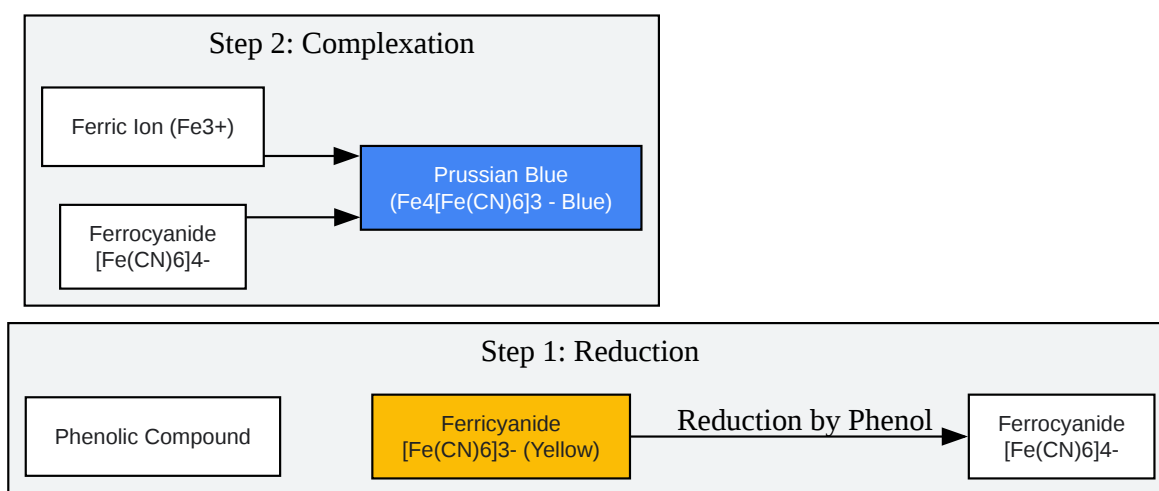 Step 2: Complexation
Ferric Ion (Fe3+)
Prussian Blue
(Fe4[Fe(CN)6]3 - Blue)
Ferrocyanide
[Fe(CN)6]4-
Step 1: Reduction
Phenolic Compound
Ferricyanide
[Fe(CN)6]3- (Yellow)
Reduction by Phenol
Ferrocyanide
[Fe(CN)6]4-